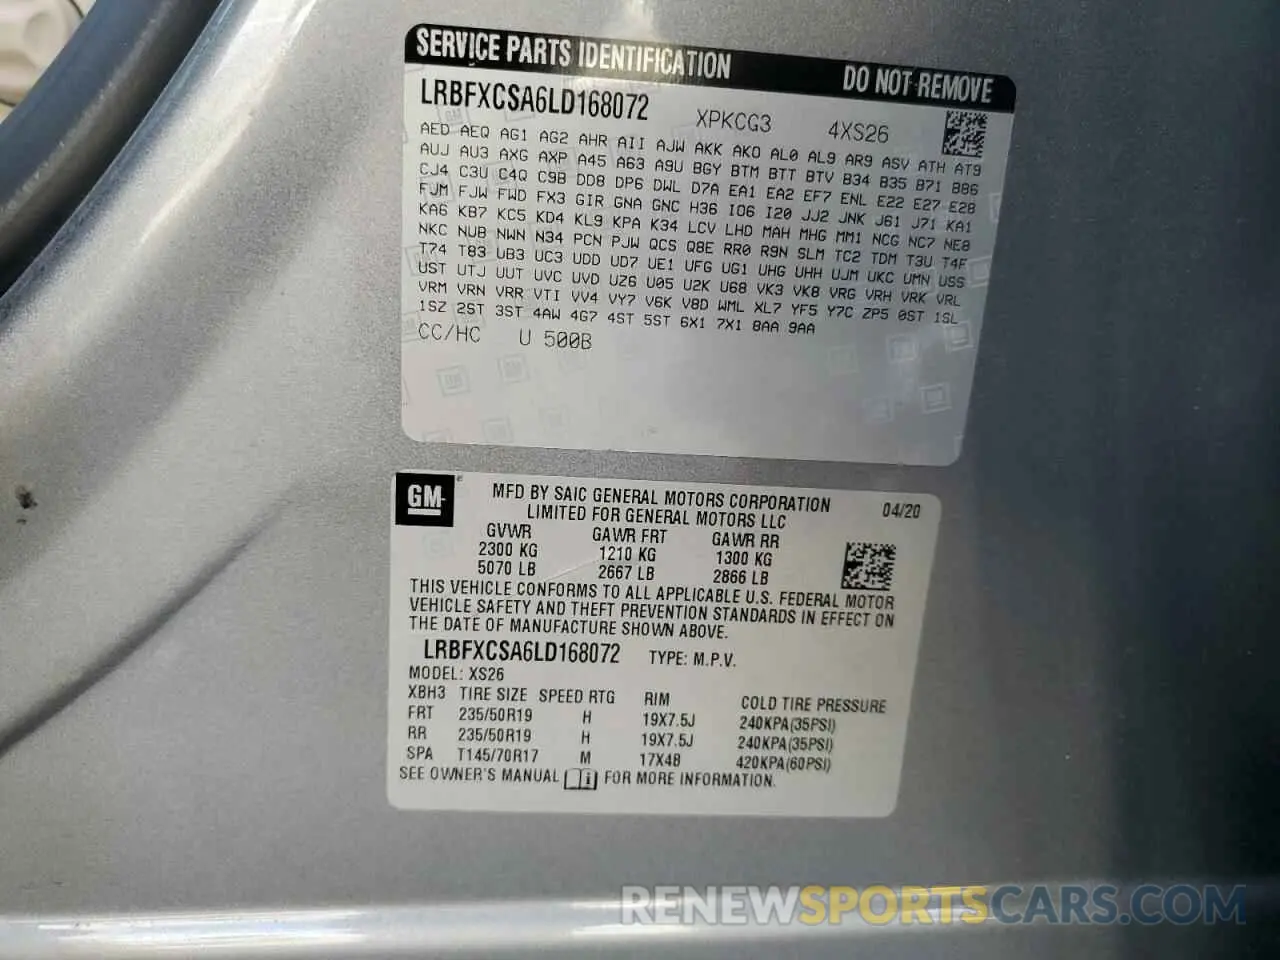 SERVICE PARTS IDENTIFICATION DO NOT REMOVE
LRBFXCSA6LD168072 XPKCG3 4XS26
AED AEQ AG1 AG2 AHR AII AJW AKK AKO AL0 AL9 AR9 ASV ATH AT9
AUJ AU3 AXG AXP A45 A63 A9U BGY BTM BTT BTV B34 B35 B71 B86
CJ4 C3U C4Q C9B DD8 DP6 DWL D7A EA1 EA2 EF7 ENL E22 E27 E28
FJM FJW FWD FX3 GIR GNA GNC H36 IO6 I20 JJ2 JNK J61 J71 KA1
KA6 KB7 KC5 KD4 KL9 KPA K34 LCV LHD MAH MHG MM1 NCG NC7 NE8
NKC NUB NWN N34 PCN PJW QCS Q8E RR0 R9N SLM TC2 TDM T3U T4F
T74 T83 UB3 UC3 UDD UD7 UE1 UFG UG1 UHG UHH UJM UKC UMN USS
UST UTJ UUT UVC UVD UZ6 U05 U2K U68 VK3 VK8 VRG VRH VRK VRL
VRM VRN VRR VTI VV4 VY7 V6K V8D WML XL7 YF5 Y7C ZP5 0ST 1SL
1SZ 2ST 3ST 4AW 4G7 4ST 5ST 6X1 7X1 8AA 9AA
CC/HC U 500B
GM
MFD BY SAIC GENERAL MOTORS CORPORATION 04/20
LIMITED FOR GENERAL MOTORS LLC
GVWR GAWR FRT GAWR RR
2300 KG 1210 KG 1300 KG
5070 LB 2667 LB 2866 LB
THIS VEHICLE CONFORMS TO ALL APPLICABLE U.S. FEDERAL MOTOR
VEHICLE SAFETY AND THEFT PREVENTION STANDARDS IN EFFECT ON
THE DATE OF MANUFACTURE SHOWN ABOVE.
LRBFXCSA6LD168072 TYPE: M.P.V.
MODEL: XS26
XBH3 TIRE SIZE SPEED RTG RIM COLD TIRE PRESSURE
FRT 235/50R19 H 19X7.5J 240KPA(35PSI)
RR 235/50R19 H 19X7.5J 240KPA(35PSI)
SPA T145/70R17 M 17X4B 420KPA(60PSI)
SEE OWNER'S MANUAL FOR MORE INFORMATION.
RENEWSPORTSCARS.COM